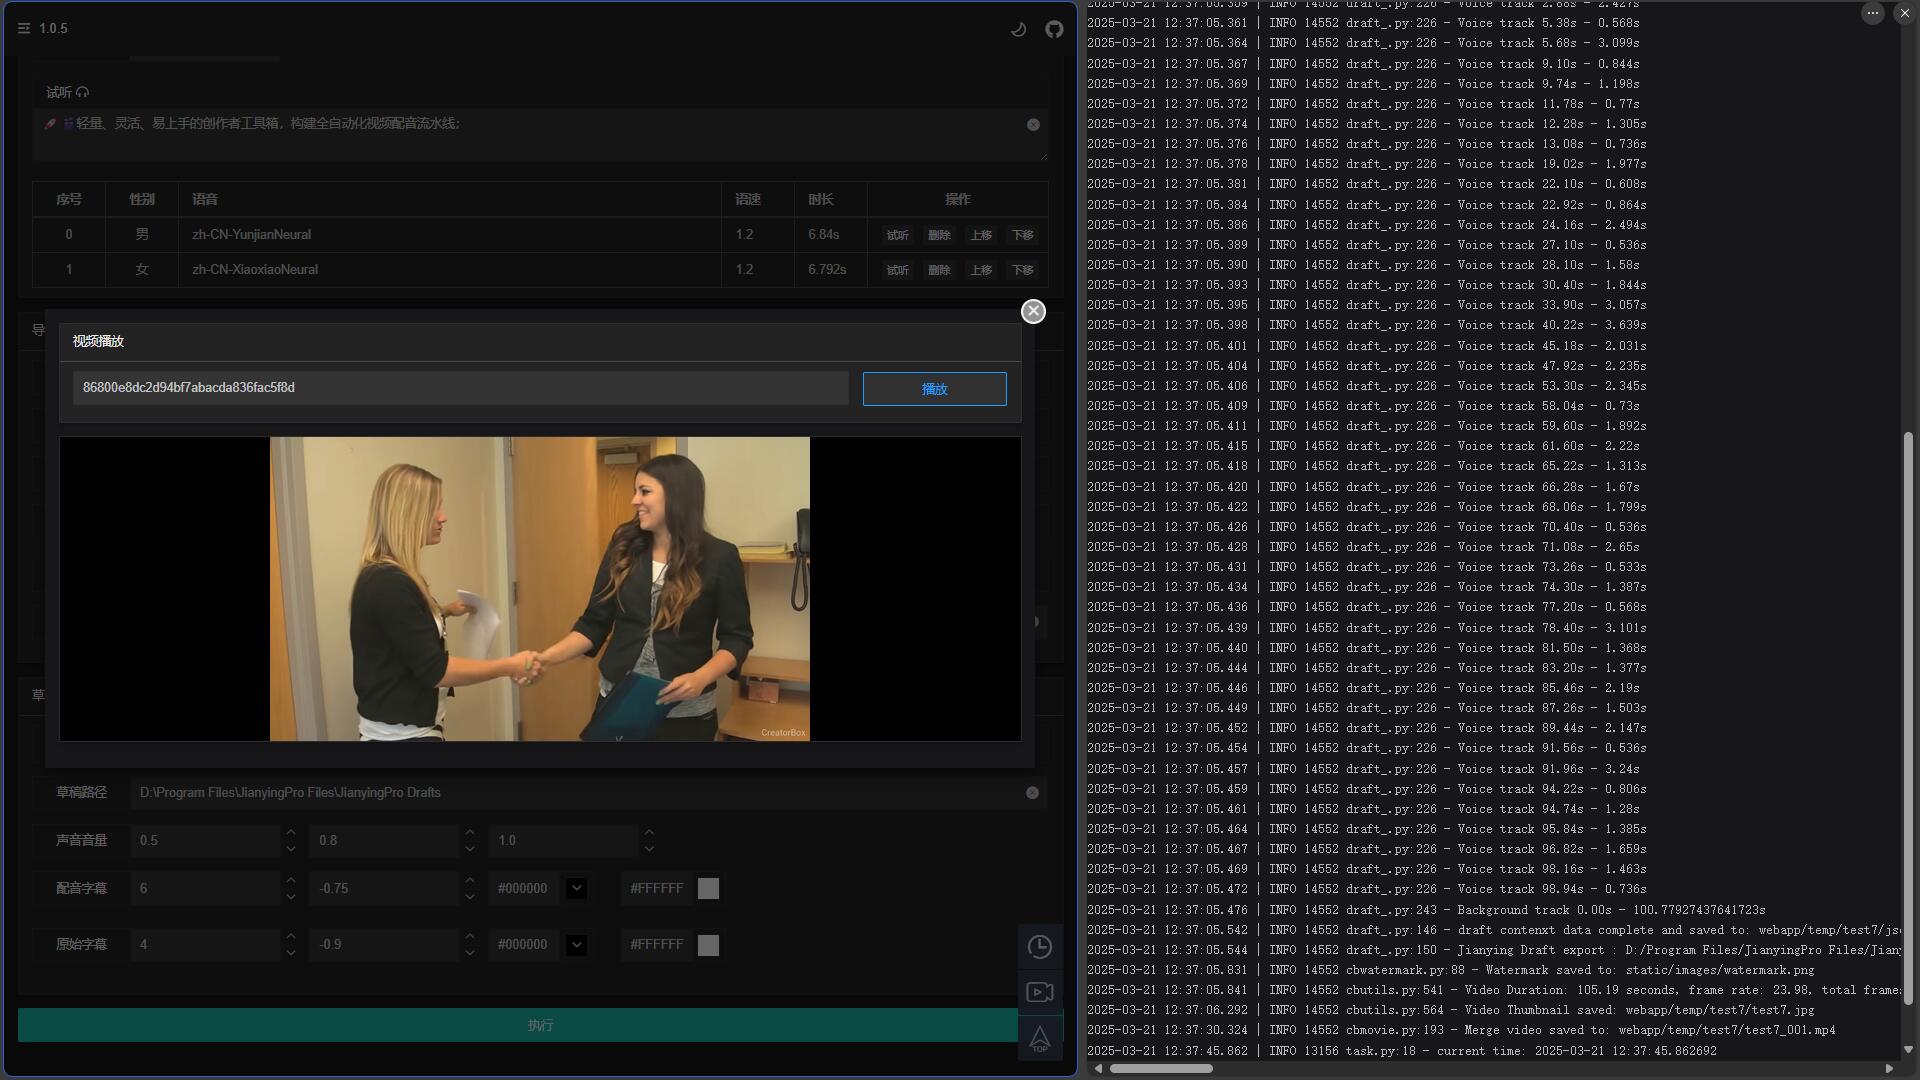 1.0.5
试听
轻量、灵活、易上手的创作者工具箱，构建全自动化视频配音流水线；
序号 性别 语音 语速 时长 操作
0 男 zh-CN-YunjianNeural 1.2 6.84s 试听 删除 上移 下移
1 女 zh-CN-XiaoxiaoNeural 1.2 6.792s 试听 删除 上移 下移
导
视频播放
86800e8dc2d94bf7abacda836fac5f8d 播放
CreatorBox
草
草稿路径 D:\Program Files\JianyingPro Files\JianyingPro Drafts
声音音量 0.5 0.8 1.0
配音字幕 6 -0.75 #000000 #FFFFFF
原始字幕 4 -0.9 #000000 #FFFFFF
执行
TOP
2025-03-21 12:37:05.359 | INFO 14552 draft_.py:226 - Voice track 2.88s - 2.427s
2025-03-21 12:37:05.361 | INFO 14552 draft_.py:226 - Voice track 5.38s - 0.568s
2025-03-21 12:37:05.364 | INFO 14552 draft_.py:226 - Voice track 5.68s - 3.099s
2025-03-21 12:37:05.367 | INFO 14552 draft_.py:226 - Voice track 9.10s - 0.844s
2025-03-21 12:37:05.369 | INFO 14552 draft_.py:226 - Voice track 9.74s - 1.198s
2025-03-21 12:37:05.372 | INFO 14552 draft_.py:226 - Voice track 11.78s - 0.77s
2025-03-21 12:37:05.374 | INFO 14552 draft_.py:226 - Voice track 12.28s - 1.305s
2025-03-21 12:37:05.376 | INFO 14552 draft_.py:226 - Voice track 13.08s - 0.736s
2025-03-21 12:37:05.378 | INFO 14552 draft_.py:226 - Voice track 19.02s - 1.977s
2025-03-21 12:37:05.381 | INFO 14552 draft_.py:226 - Voice track 22.10s - 0.608s
2025-03-21 12:37:05.384 | INFO 14552 draft_.py:226 - Voice track 22.92s - 0.864s
2025-03-21 12:37:05.386 | INFO 14552 draft_.py:226 - Voice track 24.16s - 2.494s
2025-03-21 12:37:05.389 | INFO 14552 draft_.py:226 - Voice track 27.10s - 0.536s
2025-03-21 12:37:05.390 | INFO 14552 draft_.py:226 - Voice track 28.10s - 1.58s
2025-03-21 12:37:05.393 | INFO 14552 draft_.py:226 - Voice track 30.40s - 1.844s
2025-03-21 12:37:05.395 | INFO 14552 draft_.py:226 - Voice track 33.90s - 3.057s
2025-03-21 12:37:05.398 | INFO 14552 draft_.py:226 - Voice track 40.22s - 3.639s
2025-03-21 12:37:05.401 | INFO 14552 draft_.py:226 - Voice track 45.18s - 2.031s
2025-03-21 12:37:05.404 | INFO 14552 draft_.py:226 - Voice track 47.92s - 2.235s
2025-03-21 12:37:05.406 | INFO 14552 draft_.py:226 - Voice track 53.30s - 2.345s
2025-03-21 12:37:05.409 | INFO 14552 draft_.py:226 - Voice track 58.04s - 0.73s
2025-03-21 12:37:05.411 | INFO 14552 draft_.py:226 - Voice track 59.60s - 1.892s
2025-03-21 12:37:05.415 | INFO 14552 draft_.py:226 - Voice track 61.60s - 2.22s
2025-03-21 12:37:05.418 | INFO 14552 draft_.py:226 - Voice track 65.22s - 1.313s
2025-03-21 12:37:05.420 | INFO 14552 draft_.py:226 - Voice track 66.28s - 1.67s
2025-03-21 12:37:05.422 | INFO 14552 draft_.py:226 - Voice track 68.06s - 1.799s
2025-03-21 12:37:05.426 | INFO 14552 draft_.py:226 - Voice track 70.40s - 0.536s
2025-03-21 12:37:05.428 | INFO 14552 draft_.py:226 - Voice track 71.08s - 2.65s
2025-03-21 12:37:05.431 | INFO 14552 draft_.py:226 - Voice track 73.26s - 0.533s
2025-03-21 12:37:05.434 | INFO 14552 draft_.py:226 - Voice track 74.30s - 1.387s
2025-03-21 12:37:05.436 | INFO 14552 draft_.py:226 - Voice track 77.20s - 0.568s
2025-03-21 12:37:05.439 | INFO 14552 draft_.py:226 - Voice track 78.40s - 3.101s
2025-03-21 12:37:05.440 | INFO 14552 draft_.py:226 - Voice track 81.50s - 1.368s
2025-03-21 12:37:05.444 | INFO 14552 draft_.py:226 - Voice track 83.20s - 1.377s
2025-03-21 12:37:05.446 | INFO 14552 draft_.py:226 - Voice track 85.46s - 2.19s
2025-03-21 12:37:05.449 | INFO 14552 draft_.py:226 - Voice track 87.26s - 1.503s
2025-03-21 12:37:05.452 | INFO 14552 draft_.py:226 - Voice track 89.44s - 2.147s
2025-03-21 12:37:05.454 | INFO 14552 draft_.py:226 - Voice track 91.56s - 0.536s
2025-03-21 12:37:05.457 | INFO 14552 draft_.py:226 - Voice track 91.96s - 3.24s
2025-03-21 12:37:05.459 | INFO 14552 draft_.py:226 - Voice track 94.22s - 0.806s
2025-03-21 12:37:05.461 | INFO 14552 draft_.py:226 - Voice track 94.74s - 1.28s
2025-03-21 12:37:05.464 | INFO 14552 draft_.py:226 - Voice track 95.84s - 1.385s
2025-03-21 12:37:05.467 | INFO 14552 draft_.py:226 - Voice track 96.82s - 1.659s
2025-03-21 12:37:05.469 | INFO 14552 draft_.py:226 - Voice track 98.16s - 1.463s
2025-03-21 12:37:05.472 | INFO 14552 draft_.py:226 - Voice track 98.94s - 0.736s
2025-03-21 12:37:05.476 | INFO 14552 draft_.py:243 - Background track 0.00s - 100.77927437641723s
2025-03-21 12:37:05.542 | INFO 14552 draft_.py:146 - draft contenxt data complete and saved to: webapp/temp/test7/js
2025-03-21 12:37:05.544 | INFO 14552 draft_.py:150 - Jianying Draft export : D:/Program Files/JianyingPro Files/Jian
2025-03-21 12:37:05.831 | INFO 14552 cbwatermark.py:88 - Watermark saved to: static/images/watermark.png
2025-03-21 12:37:05.841 | INFO 14552 cbutils.py:541 - Video Duration: 105.19 seconds, frame rate: 23.98, total frame
2025-03-21 12:37:06.292 | INFO 14552 cbutils.py:564 - Video Thumbnail saved: webapp/temp/test7/test7.jpg
2025-03-21 12:37:30.324 | INFO 14552 cbmovie.py:193 - Merge video saved to: webapp/temp/test7/test7_001.mp4
2025-03-21 12:37:45.862 | INFO 13156 task.py:18 - current time: 2025-03-21 12:37:45.862692